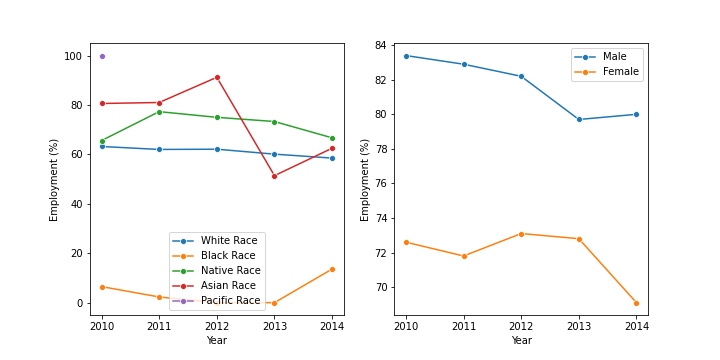 100
80
60
40
20
0
Employment (%)
White Race
Black Race
Native Race
Asian Race
Pacific Race
2010 2011 2012 2013 2014
Year
84
82
80
78
76
74
72
70
Employment (%)
Male
Female
2010 2011 2012 2013 2014
Year